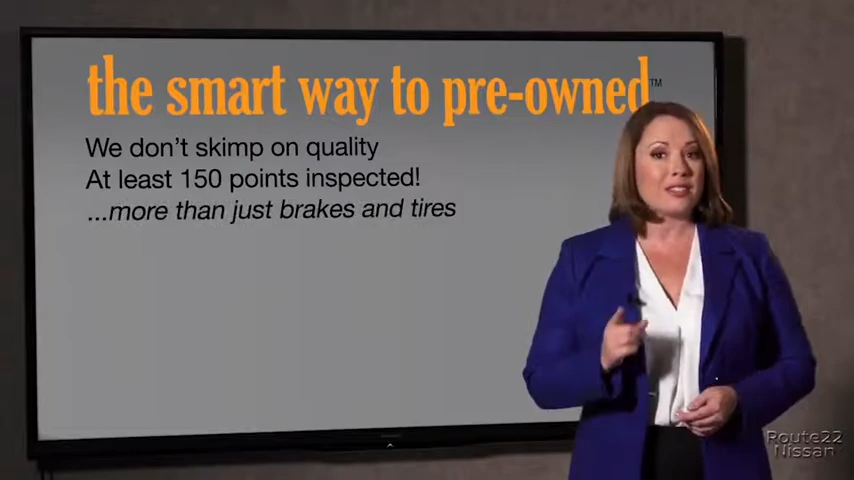 the smart way to pre-owned™
We don't skimp on quality
At least 150 points inspected!
...more than just brakes and tires
Route22
Nissan